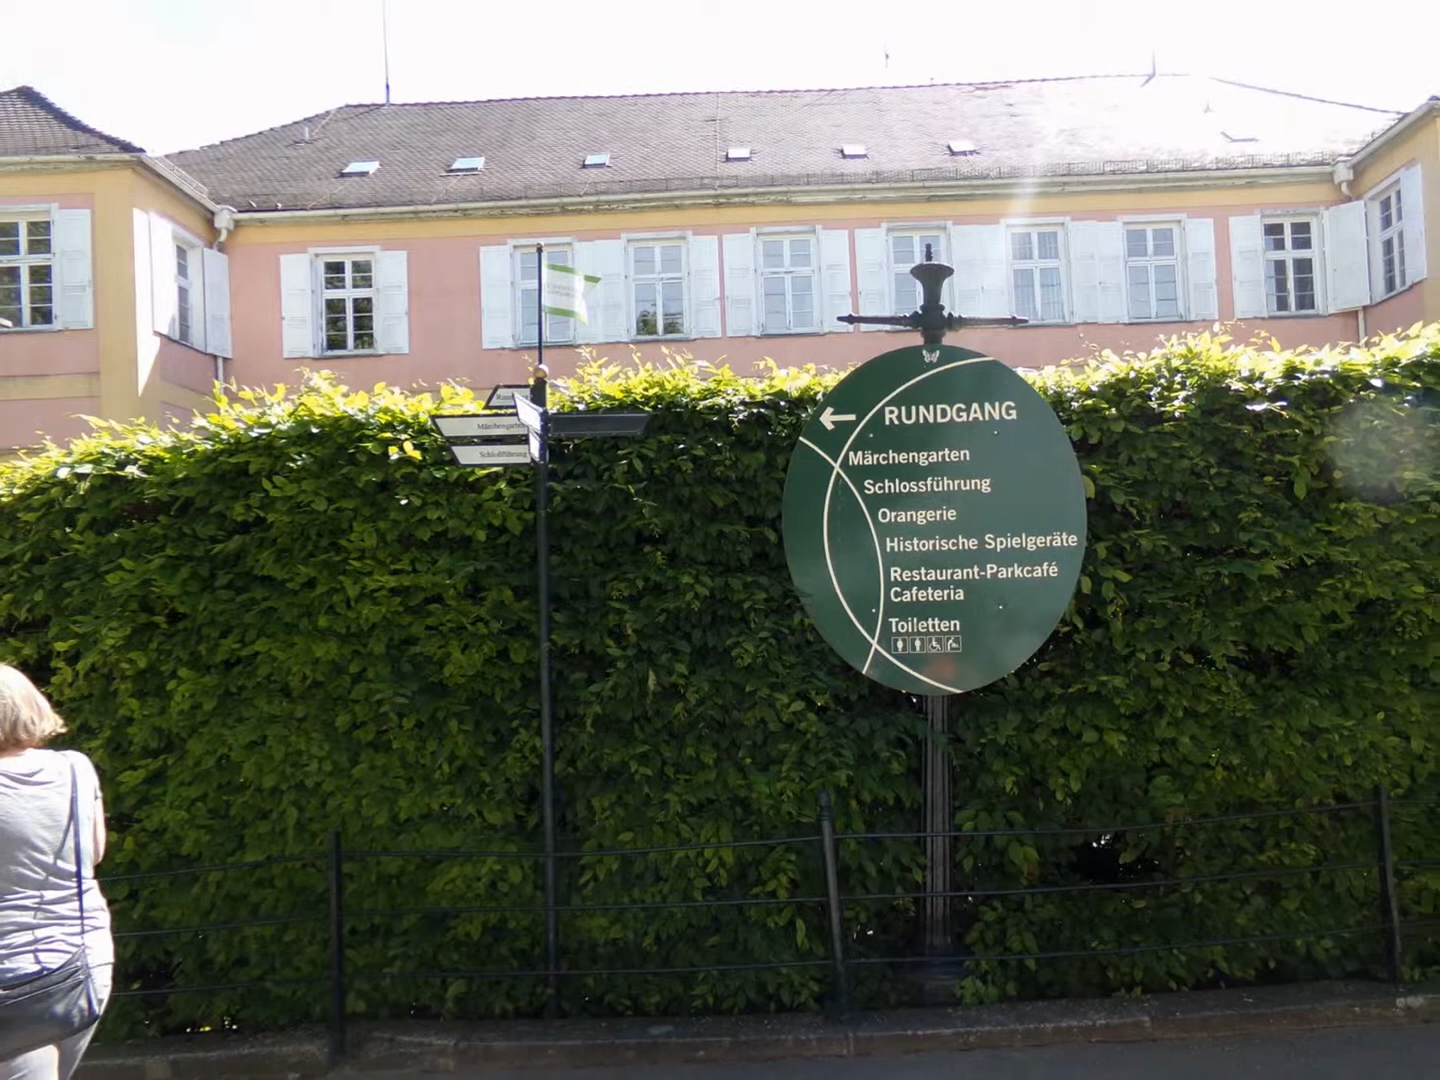 Märchengarten
Schloßführung
RUNDGANG
Märchengarten
Schlossführung
Orangerie
Historische Spielgeräte
Restaurant-Parkcafé
Cafeteria
Toiletten